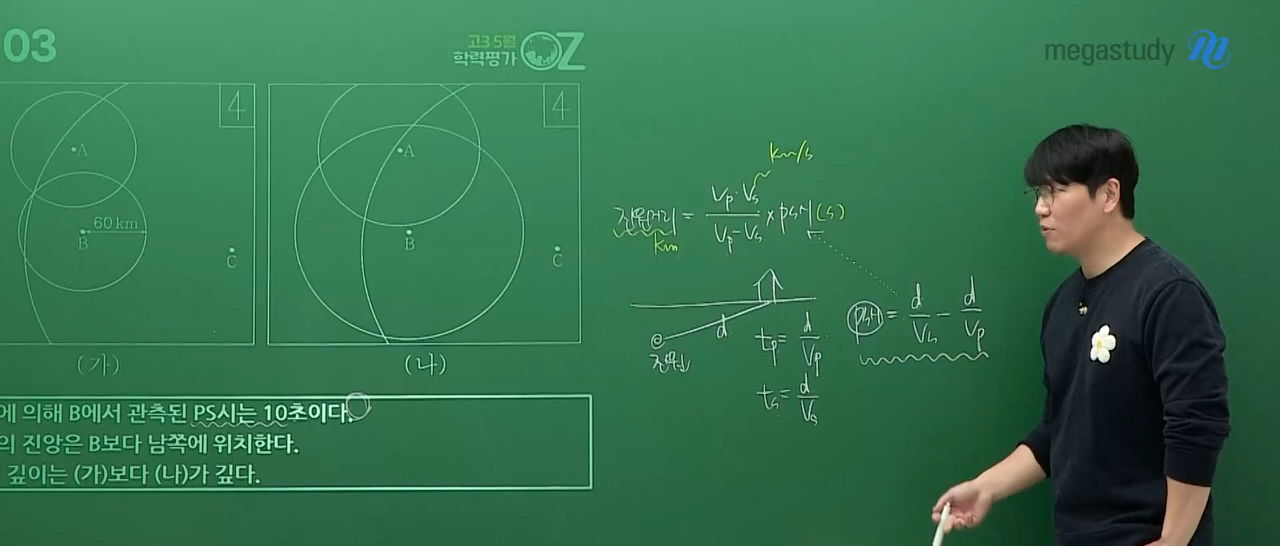 03
고3 5월
학력평가 OZ
megastudy
4
A
60 km
B
C
(가)
4
A
B
C
(나)
에 의해 B에서 관측된 PS시는 10초이다.
의 진앙은 B보다 남쪽에 위치한다.
깊이는 (가)보다 (나)가 깊다.
km/s
진원거리 = Vp·Vs / Vp-Vs × PS시(s)
km
d
진원
tp = d/Vp
ts = d/Vs
PS시 = d/Vs - d/Vp